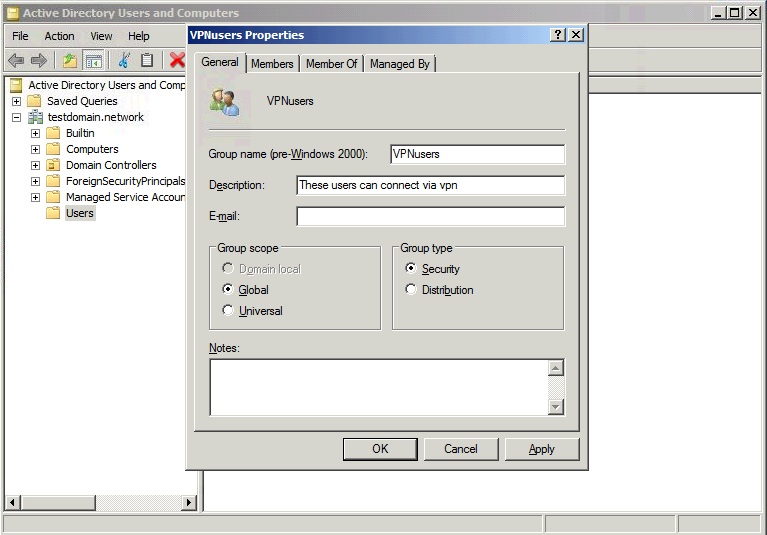 Active Directory Users and Computers
File Action View Help
Active Directory Users and Comp
Saved Queries
testdomain.network
Builtin
Computers
Domain Controllers
ForeignSecurityPrincipals
Managed Service Accoun
Users
VPNusers Properties
General Members Member Of Managed By
VPNusers
Group name (pre-Windows 2000): VPNusers
Description: These users can connect via vpn
E-mail:
Group scope
Domain local
Global
Universal
Group type
Security
Distribution
Notes:
OK Cancel Apply